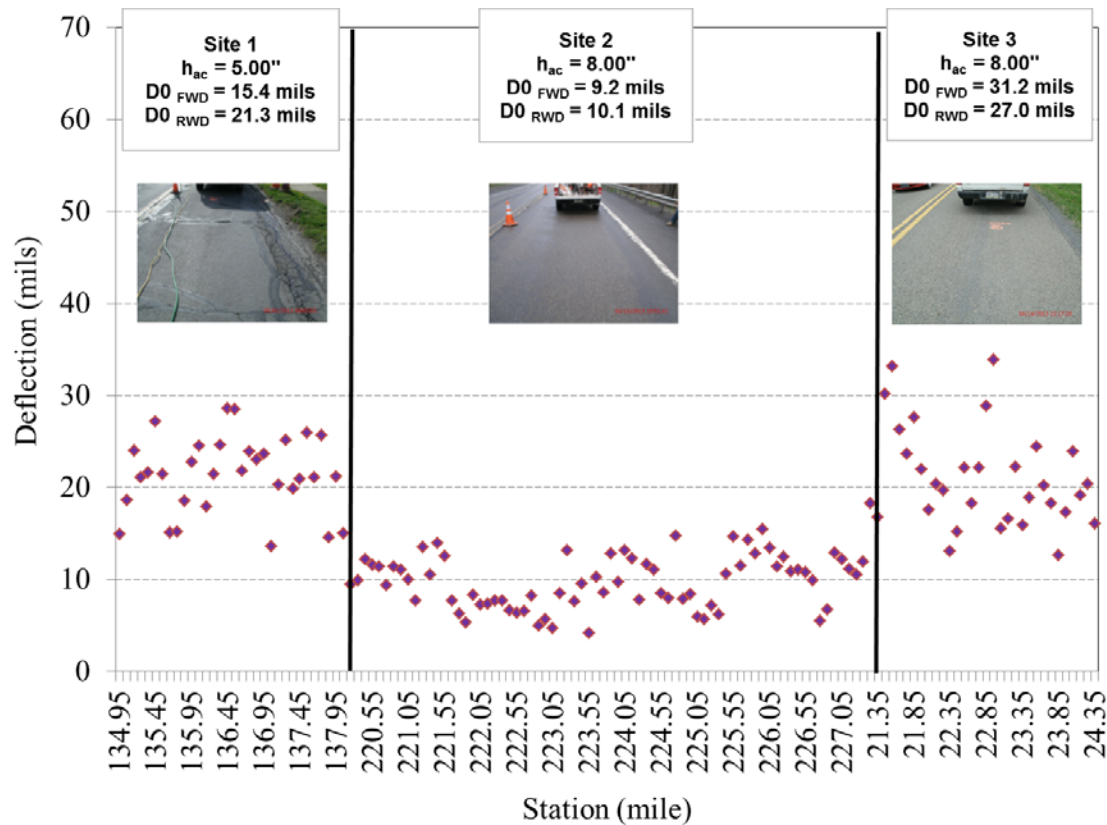 70
60
50
40
30
20
10
0
Deflection (mils)
Site 1
h ac = 5.00"
D0 FWD = 15.4 mils
D0 RWD = 21.3 mils
Site 2
h ac = 8.00"
D0 FWD = 9.2 mils
D0 RWD = 10.1 mils
Site 3
h ac = 8.00"
D0 FWD = 31.2 mils
D0 RWD = 27.0 mils
134.95
135.45
135.95
136.45
136.95
137.45
137.95
220.55
221.05
221.55
222.05
222.55
223.05
223.55
224.05
224.55
225.05
225.55
226.05
226.55
227.05
21.35
21.85
22.35
22.85
23.35
23.85
24.35
Station (mile)